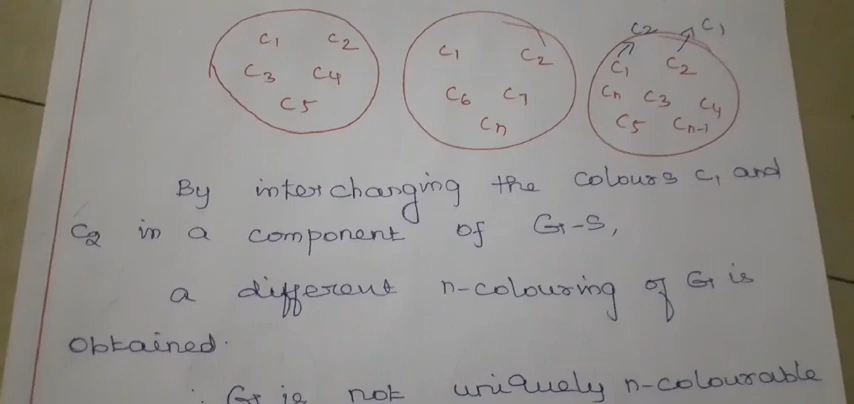 C2 C1
C1 C2 C1 C2 C1 C2
C3 C4 C6 C7 Cn C3 C4
C5 Cn C5 Cn-1
By interchanging the colours C1 and
C2 in a component of G-S,
a different n-colouring of G is
obtained.
∴ G is not uniquely n-colourable